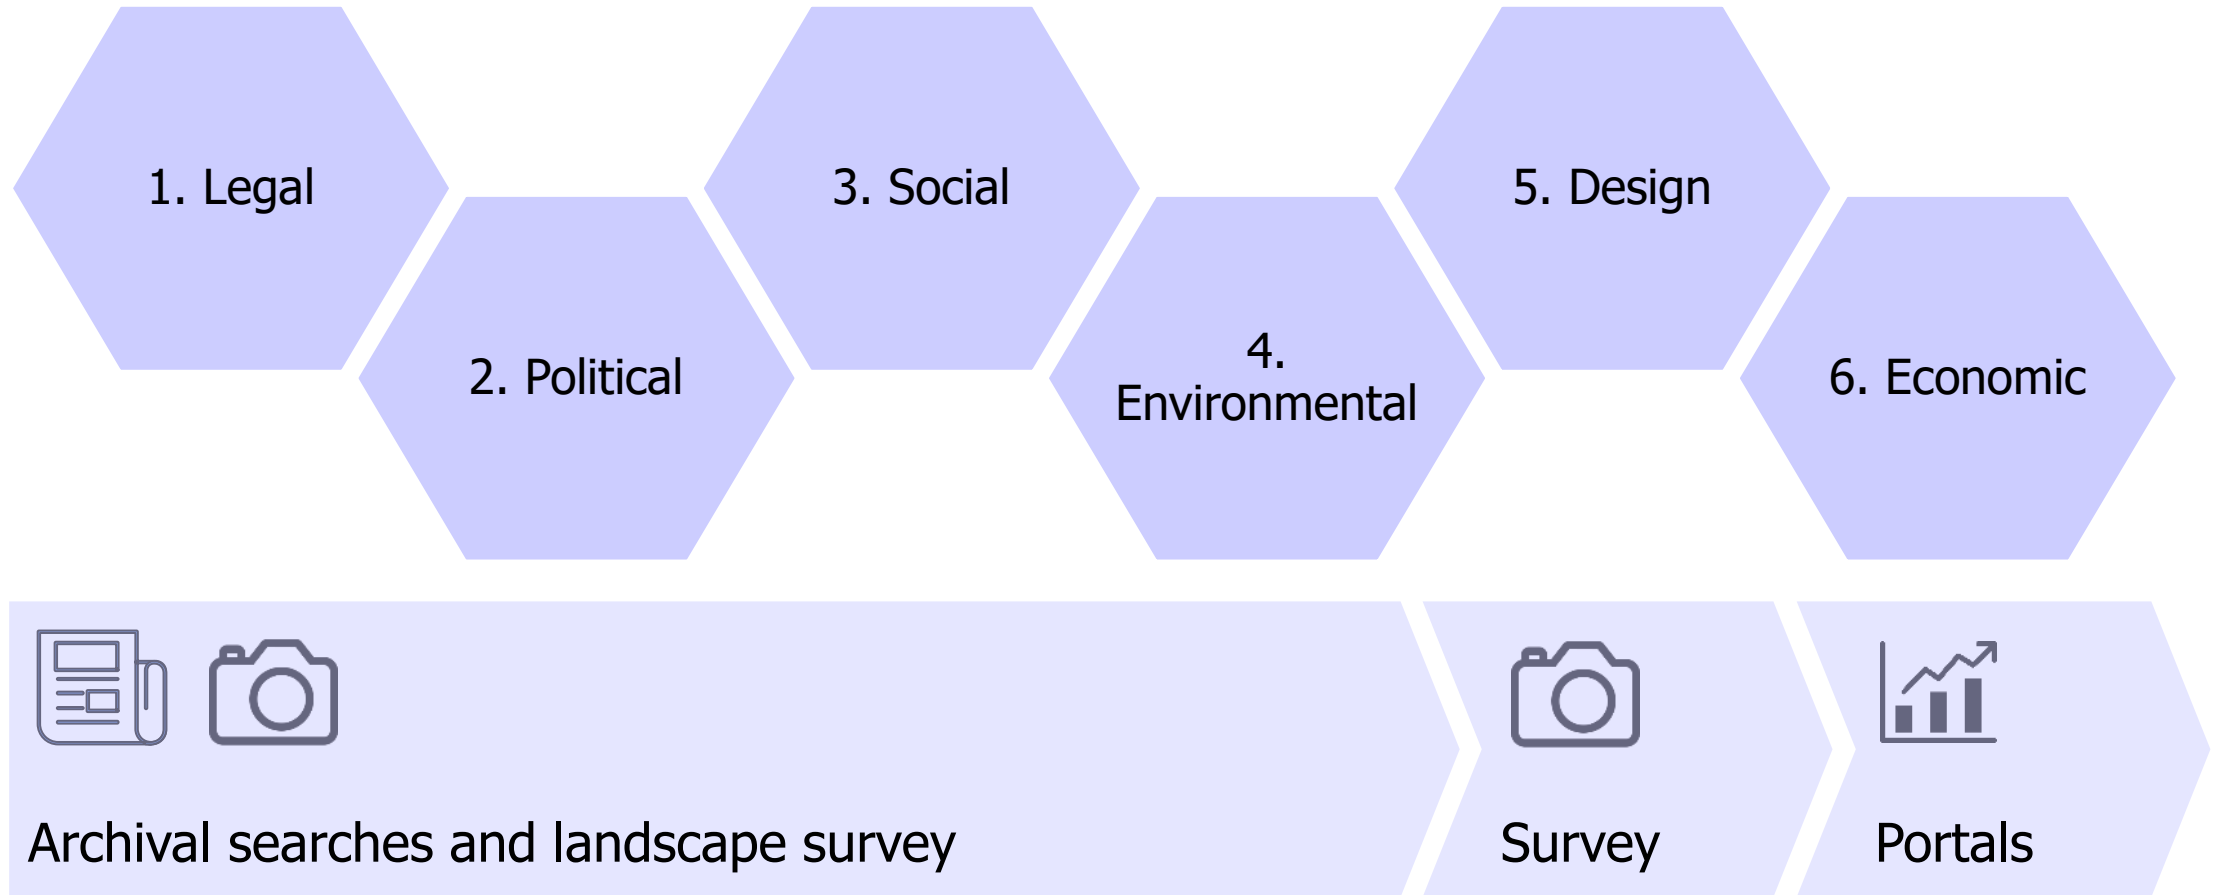 1. Legal
2. Political
3. Social
4.
Environmental
5. Design
6. Economic
Archival searches and landscape survey
Survey
Portals